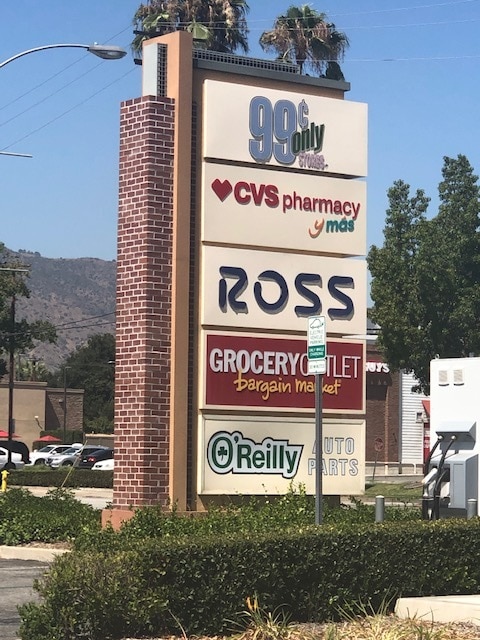 99¢
only
STORES
CVS pharmacy
y más
ROSS
GROCERY OUTLET
bargain market
O'Reilly AUTO
PARTS